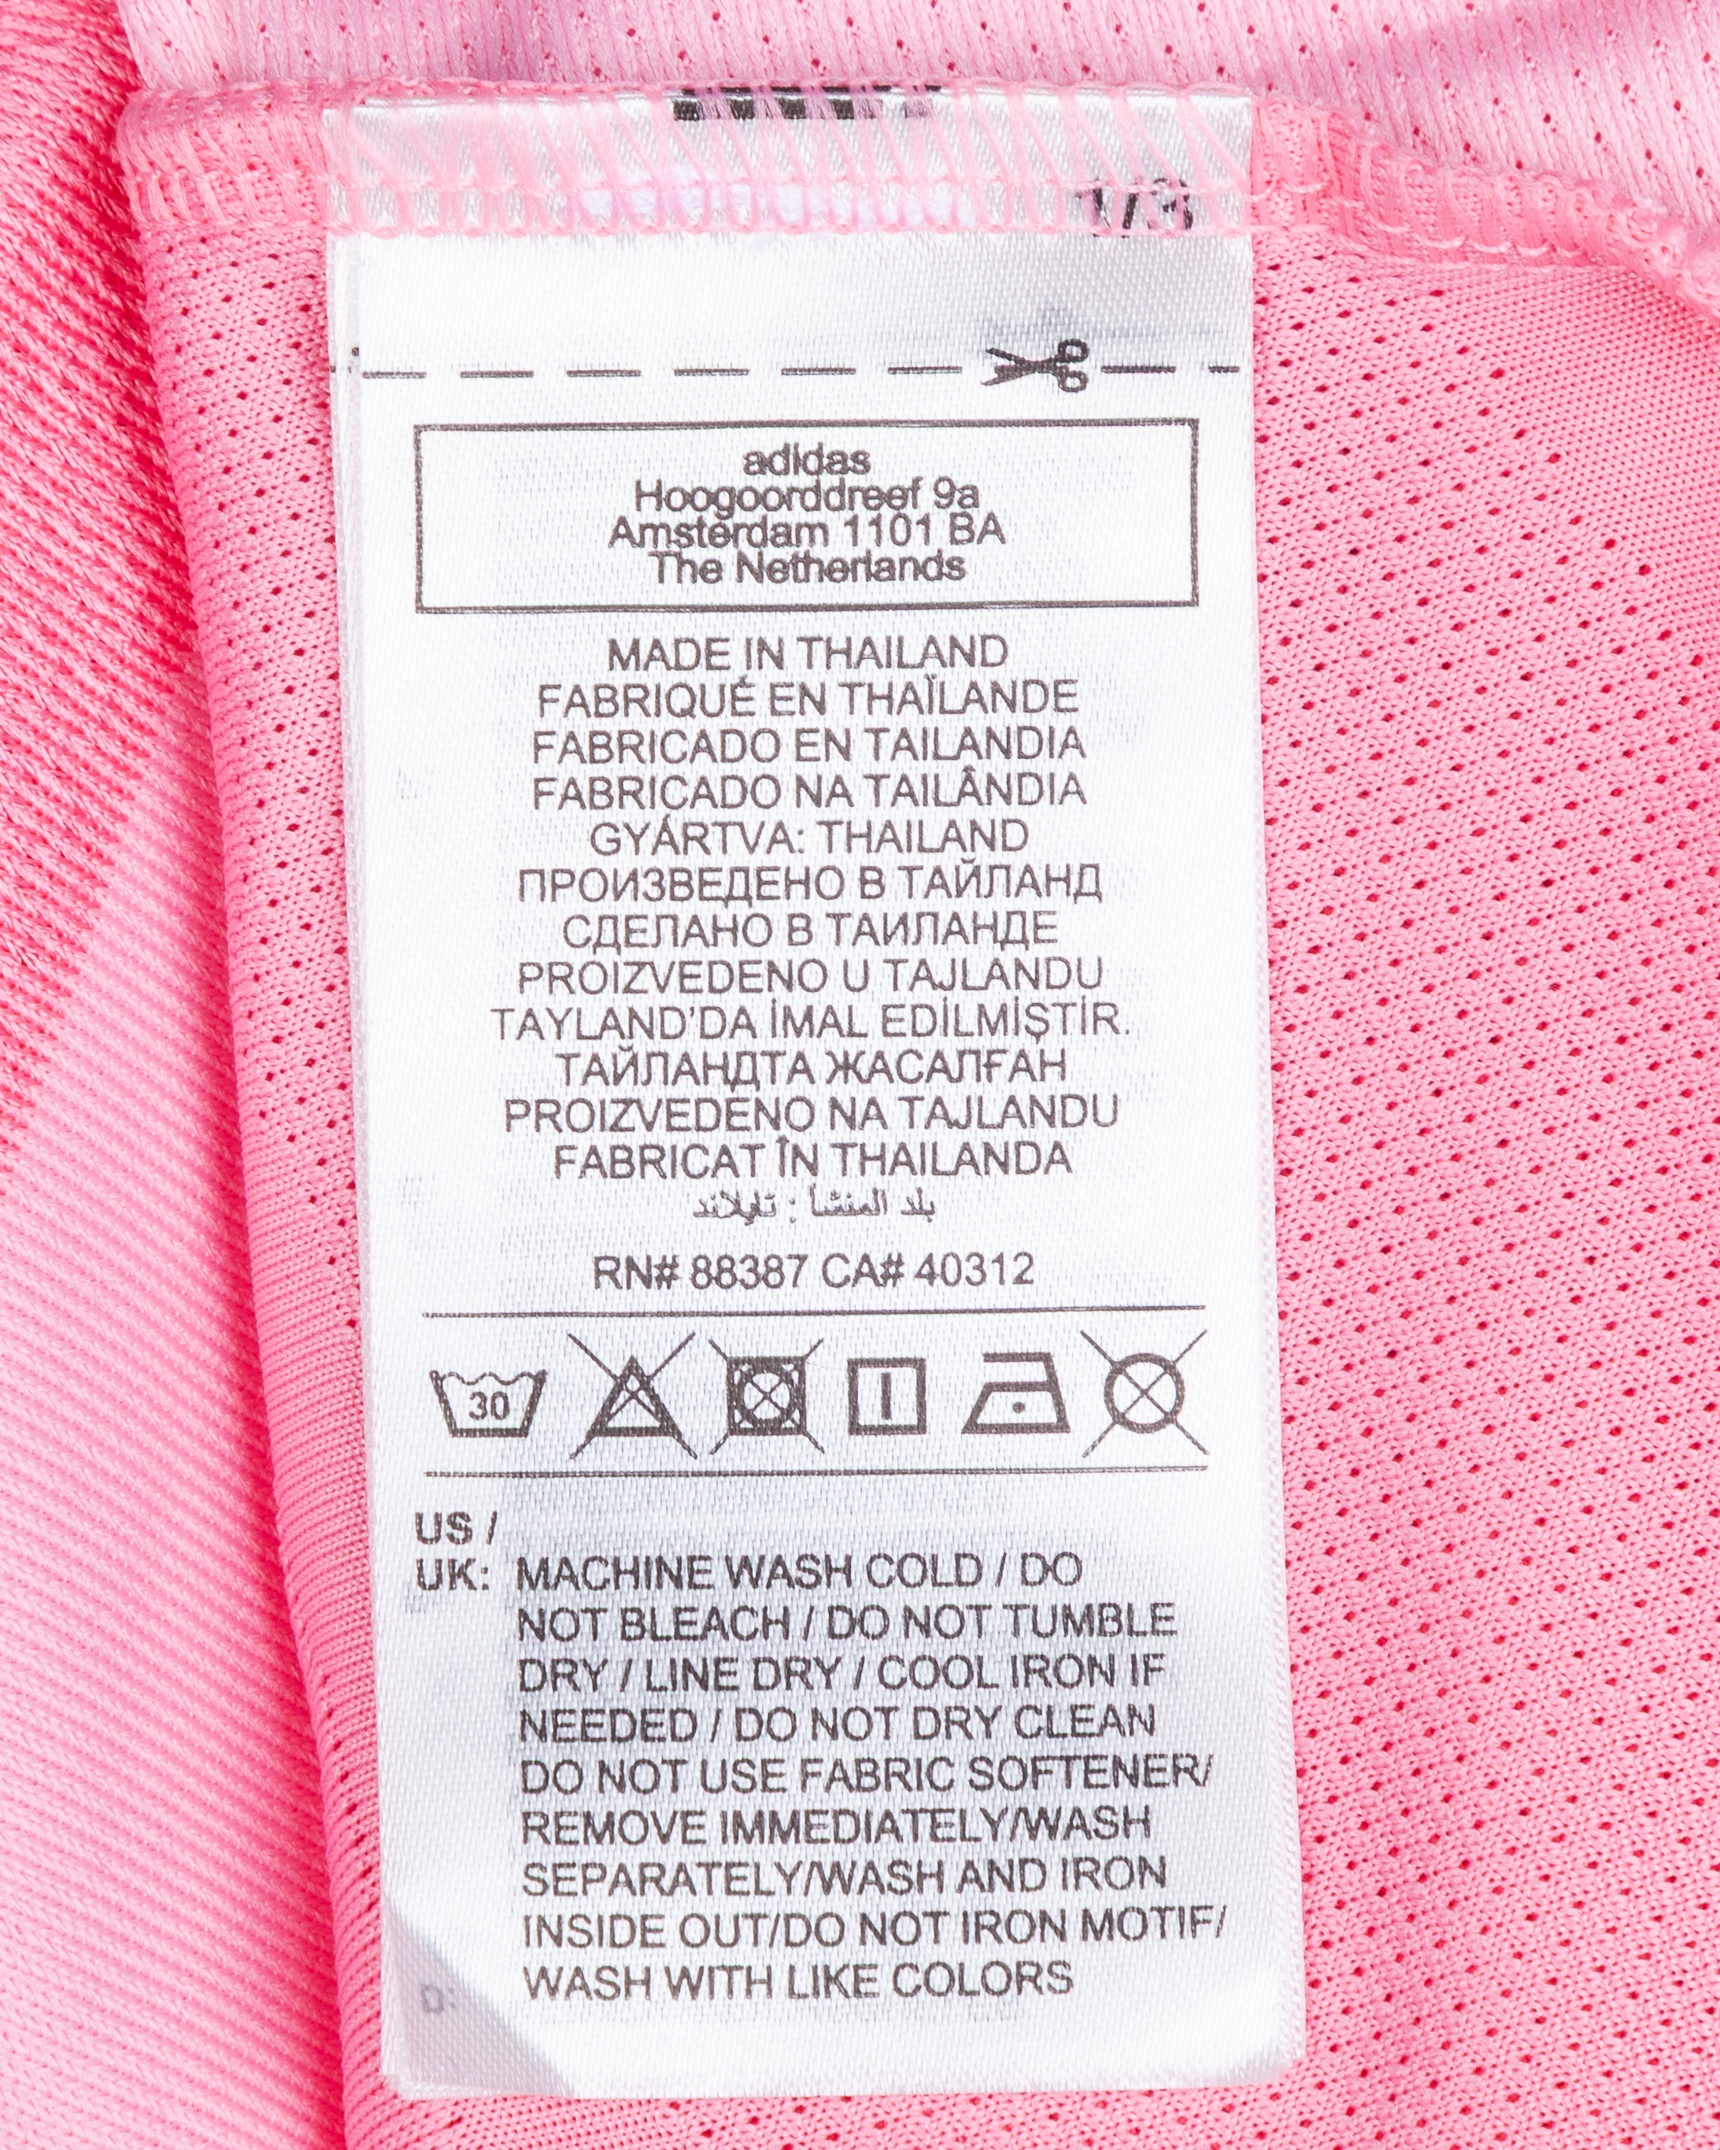 1/3
adidas
Hoogoorddreef 9a
Amsterdam 1101 BA
The Netherlands
MADE IN THAILAND
FABRIQUÉ EN THAÏLANDE
FABRICADO EN TAILANDIA
FABRICADO NA TAILÂNDIA
GYÁRTVA: THAILAND
ПРОИЗВЕДЕНО В ТАЙЛАНД
СДЕЛАНО В ТАИЛАНДЕ
PROIZVEDENO U TAJLANDU
TAYLAND'DA İMAL EDİLMİŞTİR.
ТАЙЛАНДТА ЖАСАЛҒАН
PROIZVEDENO NA TAJLANDU
FABRICAT ÎN THAILANDA
بلد المنشأ : تايلاند
RN# 88387 CA# 40312
30
US /
UK: MACHINE WASH COLD / DO
NOT BLEACH / DO NOT TUMBLE
DRY / LINE DRY / COOL IRON IF
NEEDED / DO NOT DRY CLEAN
DO NOT USE FABRIC SOFTENER/
REMOVE IMMEDIATELY/WASH
SEPARATELY/WASH AND IRON
INSIDE OUT/DO NOT IRON MOTIF/
WASH WITH LIKE COLORS